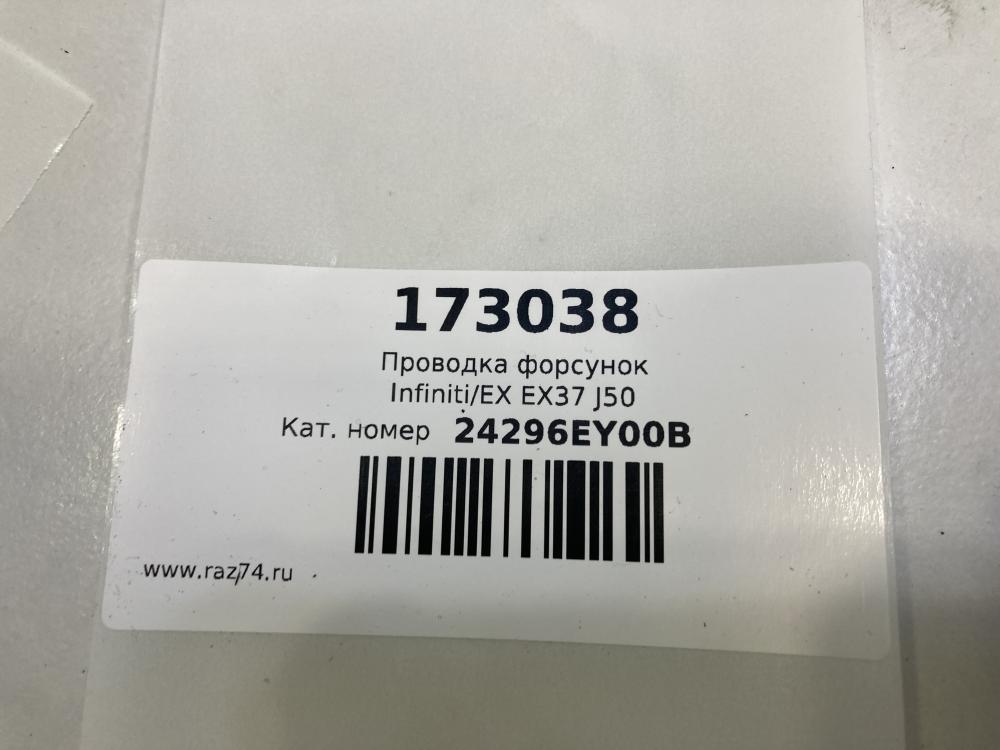 173038
Проводка форсунок
Infiniti/EX EX37 J50
Кат. номер 24296EY00B
www.raz74.ru